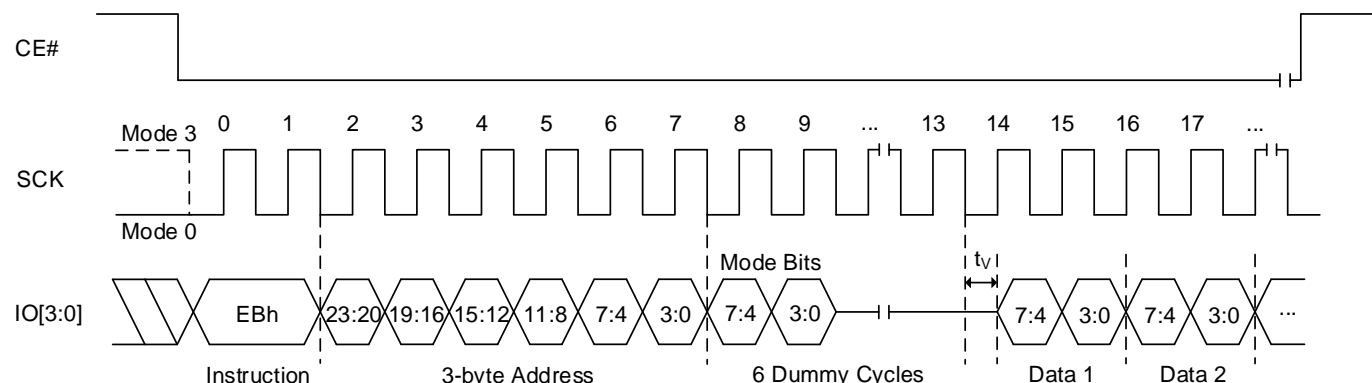 CE#
0 1 2 3 4 5 6 7 8 9 ... 13 14 15 16 17 ...
Mode 3
SCK
Mode 0
Mode Bits
tV
IO[3:0]
EBh 23:20 19:16 15:12 11:8 7:4 3:0 7:4 3:0 7:4 3:0 7:4 3:0 ...
Instruction 3-byte Address 6 Dummy Cycles Data 1 Data 2